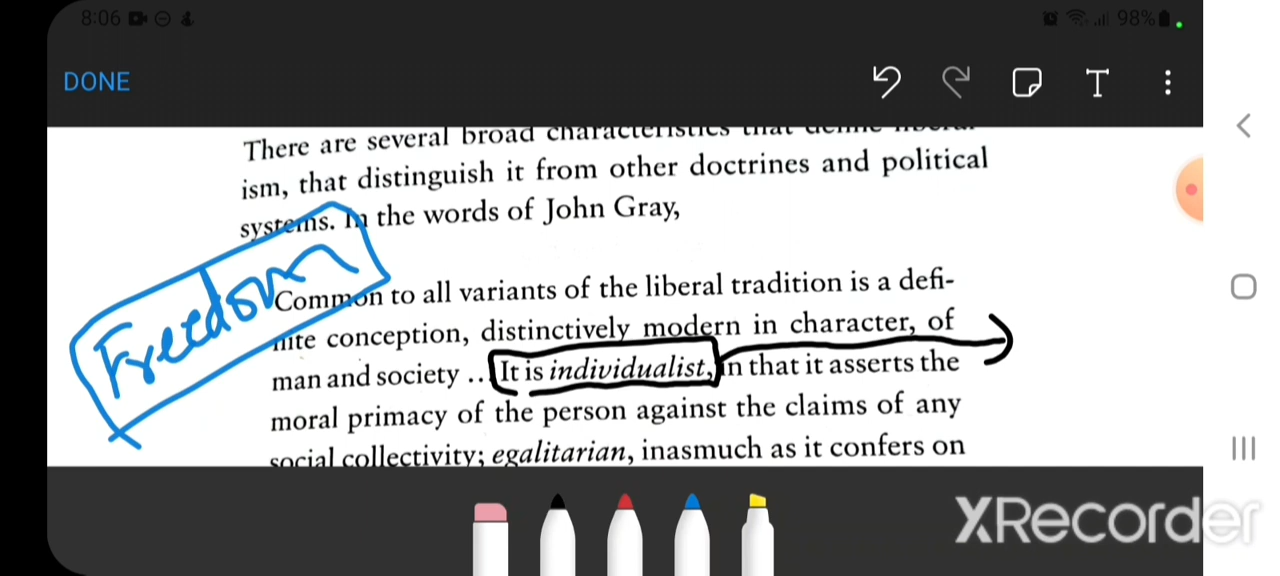 8:06
98%
DONE
T
There are several broad characteristics that define liberal-
ism, that distinguish it from other doctrines and political
systems. In the words of John Gray,
Freedom
Common to all variants of the liberal tradition is a defi-
nite conception, distinctively modern in character, of
man and society ... It is individualist, in that it asserts the
moral primacy of the person against the claims of any
social collectivity; egalitarian, inasmuch as it confers on
XRecorder